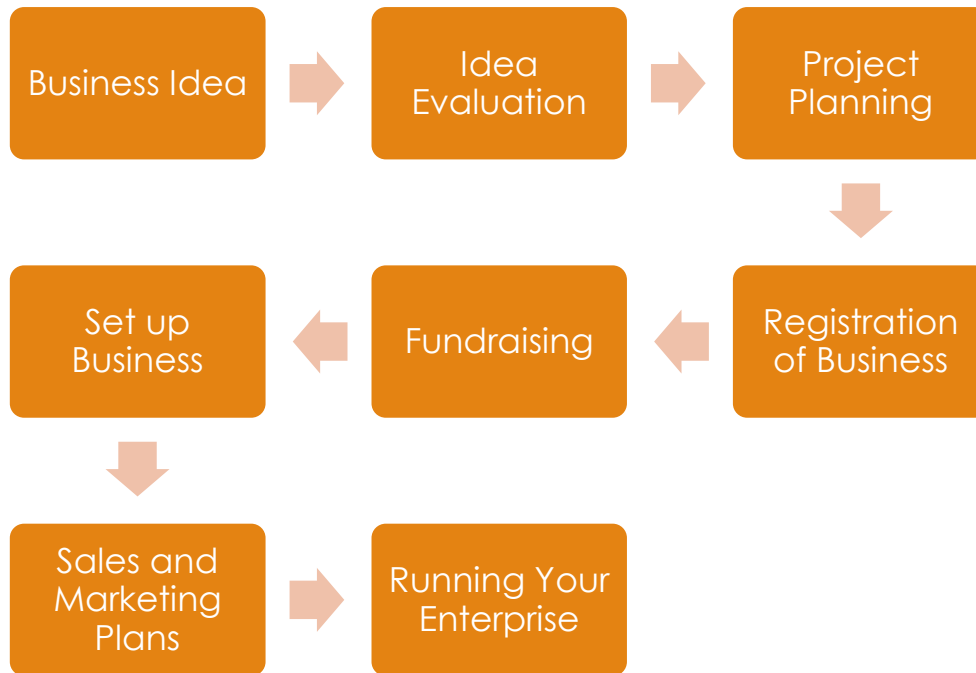 Business Idea
Idea
Evaluation
Project
Planning
Registration
of Business
Fundraising
Set up
Business
Sales and
Marketing
Plans
Running Your
Enterprise